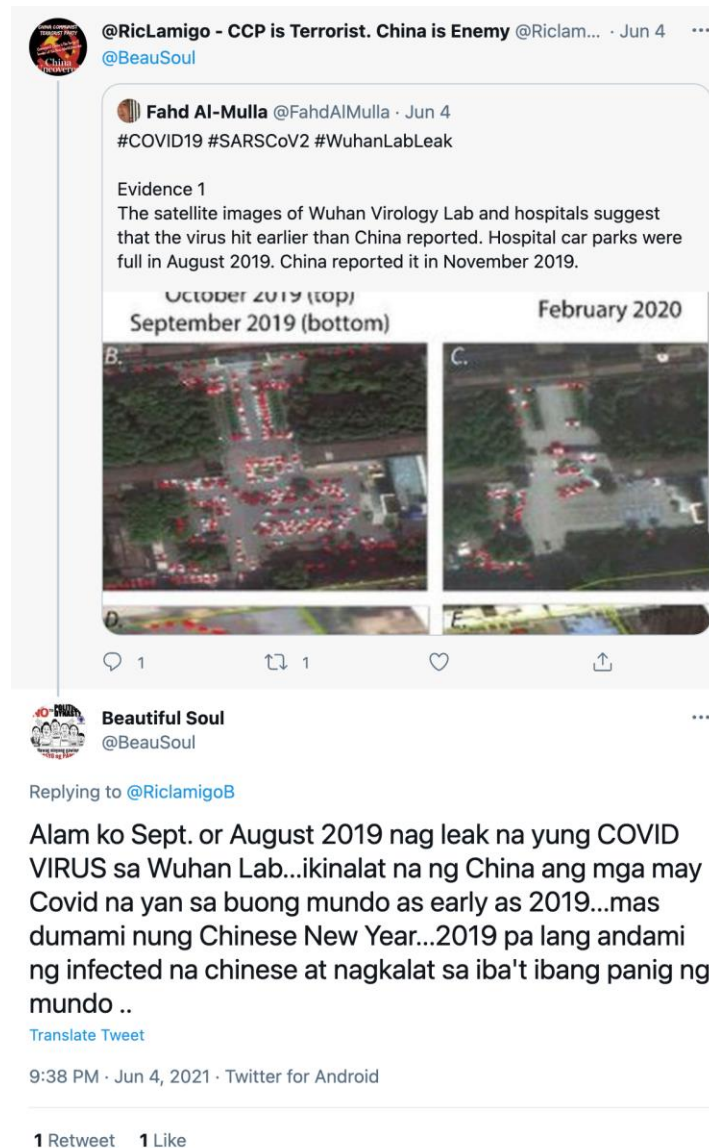 @RicLamigo - CCP is Terrorist. China is Enemy @Riclam... · Jun 4
@BeauSoul
Fahd Al-Mulla @FahdAlMulla · Jun 4
#COVID19 #SARSCoV2 #WuhanLabLeak
Evidence 1
The satellite images of Wuhan Virology Lab and hospitals suggest
that the virus hit earlier than China reported. Hospital car parks were
full in August 2019. China reported it in November 2019.
October 2019 (top)
September 2019 (bottom)
February 2020
B.
C.
D.
E.
1
1
Beautiful Soul
@BeauSoul
Replying to @RiclamigoB
Alam ko Sept. or August 2019 nag leak na yung COVID
VIRUS sa Wuhan Lab...ikinalat na ng China ang mga may
Covid na yan sa buong mundo as early as 2019...mas
dumami nung Chinese New Year...2019 pa lang andami
ng infected na chinese at nagkalat sa iba't ibang panig ng
mundo ..
Translate Tweet
9:38 PM · Jun 4, 2021 · Twitter for Android
1 Retweet 1 Like